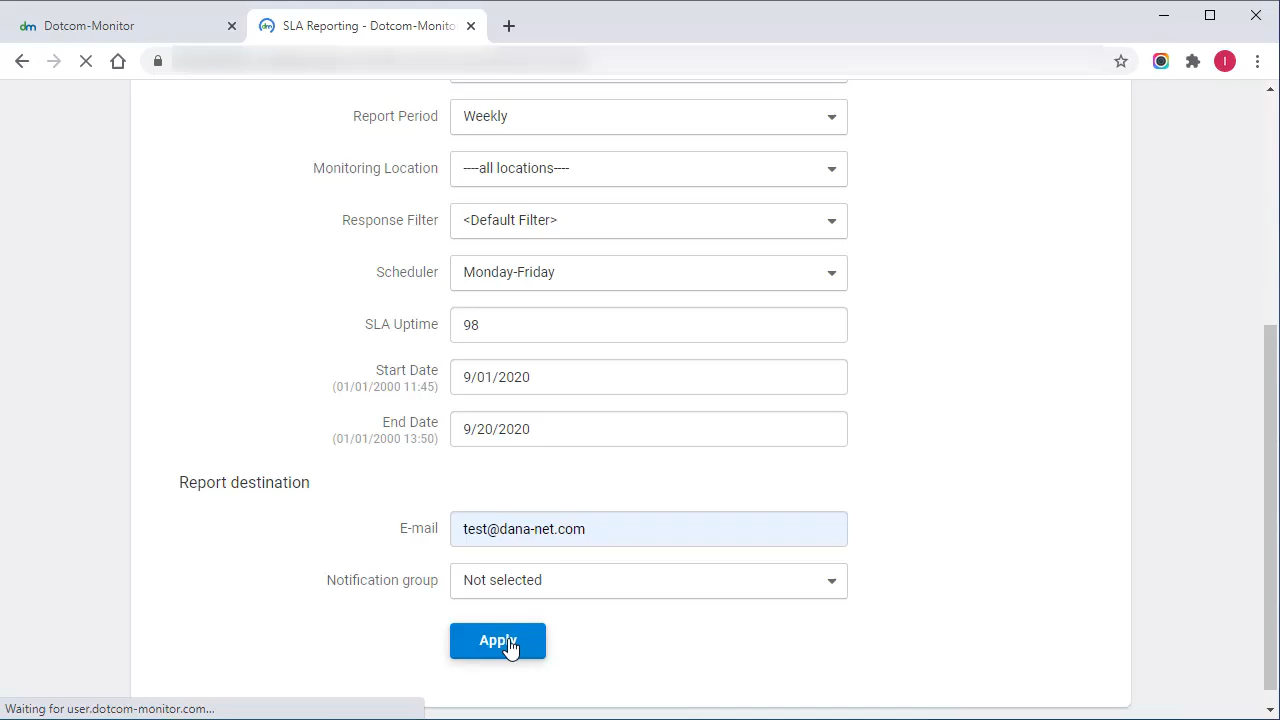 Dotcom-Monitor
SLA Reporting - Dotcom-Monito
Report Period
Weekly
Monitoring Location
----all locations----
Response Filter
<Default Filter>
Scheduler
Monday-Friday
SLA Uptime
98
Start Date
(01/01/2000 11:45)
9/01/2020
End Date
(01/01/2000 13:50)
9/20/2020
Report destination
E-mail
test@dana-net.com
Notification group
Not selected
Apply
Waiting for user.dotcom-monitor.com...